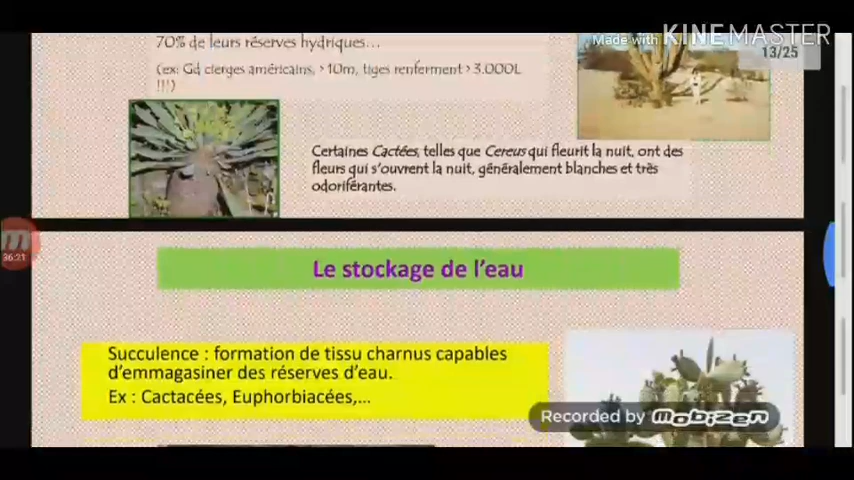 Made with KINEMASTER
13/25
70% de leurs réserves hydriques...
(ex: Gd cierges américains, >10m, tiges renferment > 3.000L
!!!)
Certaines Cactées, telles que Cereus qui fleurit la nuit, ont des
fleurs qui s'ouvrent la nuit, généralement blanches et très
odoriférantes.
36:21
Le stockage de l'eau
Succulence : formation de tissu charnus capables
d'emmagasiner des réserves d'eau.
Ex : Cactacées, Euphorbiacées,...
Recorded by mobizen